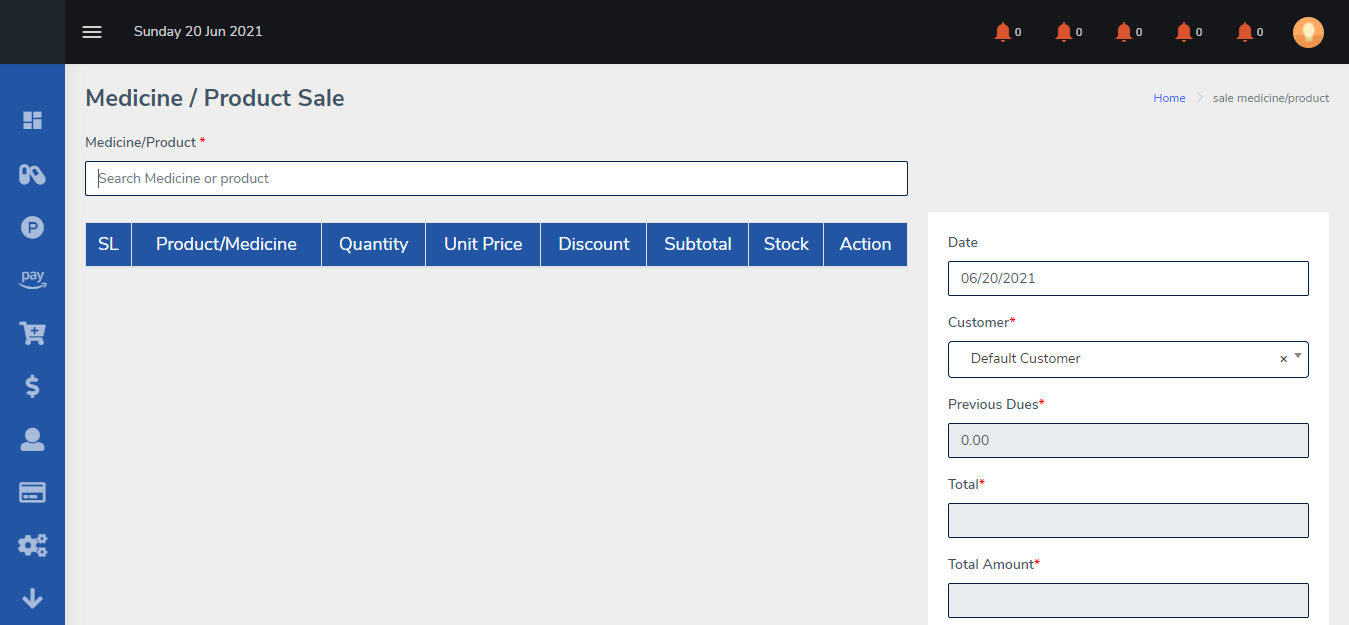 Sunday 20 Jun 2021
0 0 0 0 0
Medicine / Product Sale
Home sale medicine/product
Medicine/Product *
Search Medicine or product
SL Product/Medicine Quantity Unit Price Discount Subtotal Stock Action
Date
06/20/2021
Customer*
Default Customer ×
Previous Dues*
0.00
Total*
Total Amount*
P
pay